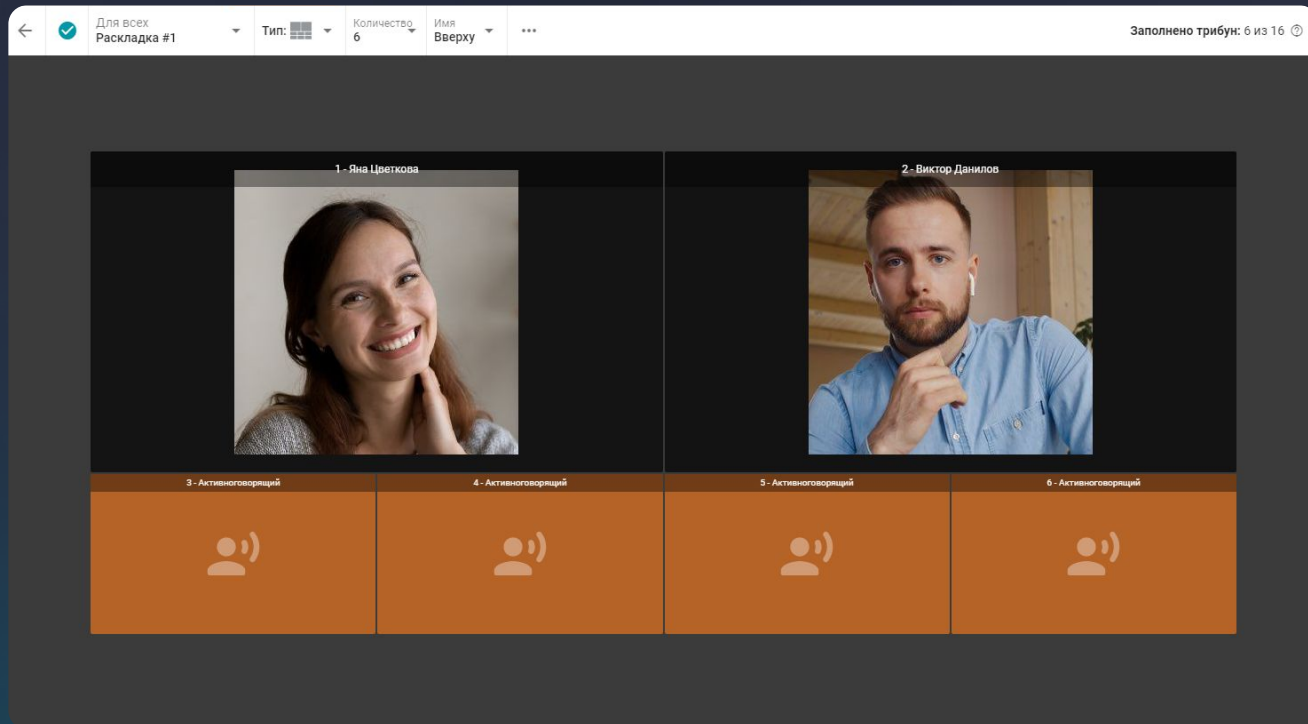 Для всех
Раскладка #1
Тип:
Количество
6
Имя
Вверху
Заполнено трибун: 6 из 16
1 - Яна Цветкова
2 - Виктор Данилов
3 - Активноговорящий
4 - Активноговорящий
5 - Активноговорящий
6 - Активноговорящий